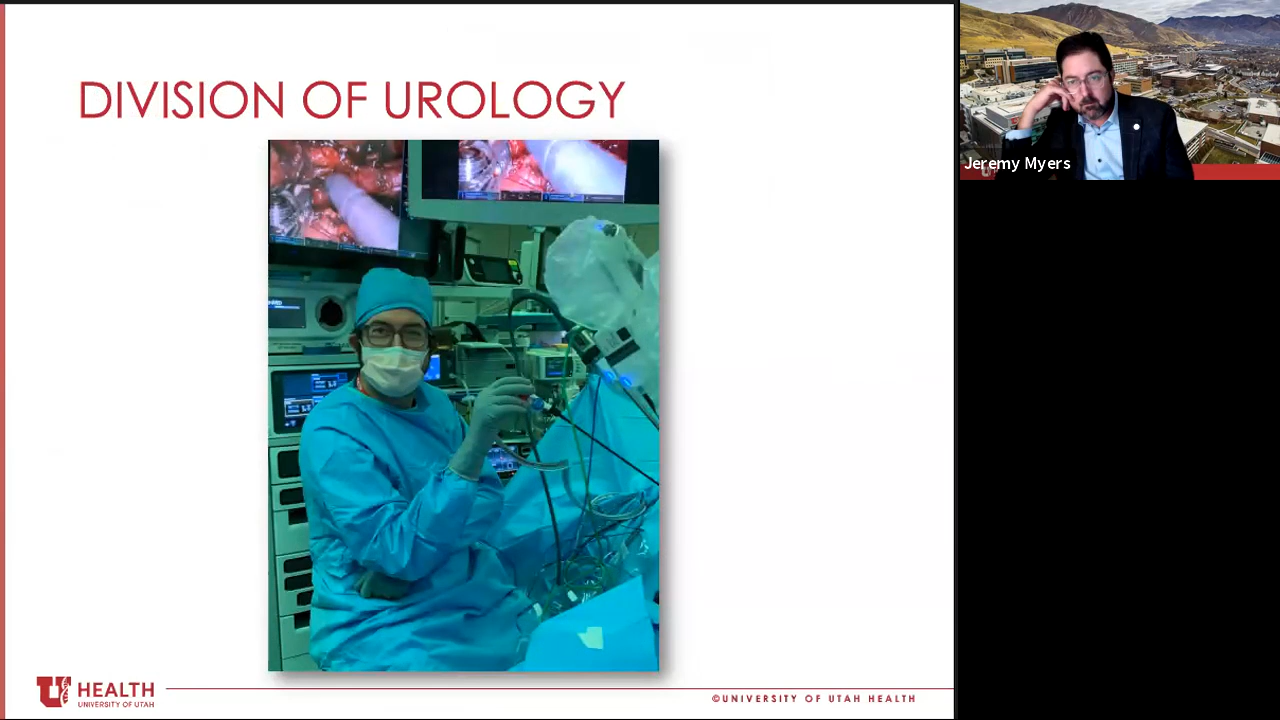 DIVISION OF UROLOGY
Jeremy Myers
U
HEALTH
UNIVERSITY OF UTAH
©UNIVERSITY OF UTAH HEALTH